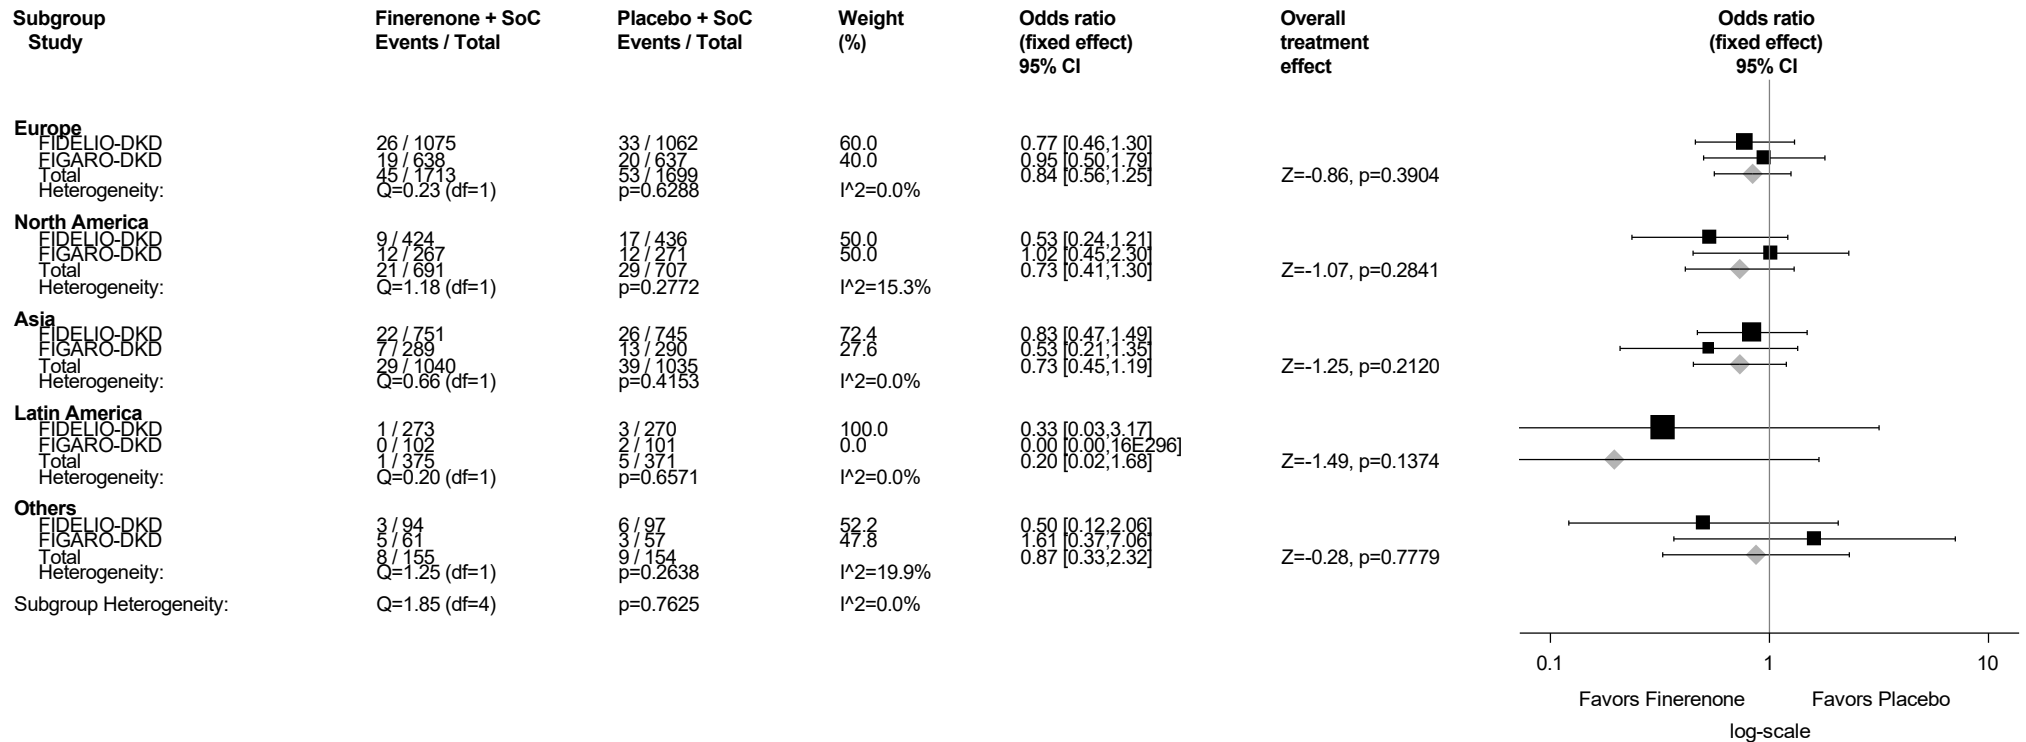 Subgroup Finerenone + SoC Placebo + SoC Weight Odds ratio Overall Odds ratio
Study Events / Total Events / Total (%) (fixed effect) treatment (fixed effect)
95% CI effect 95% CI
Europe
FIDELIO-DKD 26 / 1075 33 / 1062 60.0 0.77 [0.46,1.30]
FIGARO-DKD 19 / 638 20 / 637 40.0 0.95 [0.50,1.79]
Total 45 / 1713 53 / 1699 0.84 [0.56,1.25] Z=-0.86, p=0.3904
Heterogeneity: Q=0.23 (df=1) p=0.6288 I^2=0.0%
North America
FIDELIO-DKD 9 / 424 17 / 436 50.0 0.53 [0.24,1.21]
FIGARO-DKD 12 / 267 12 / 271 50.0 1.02 [0.45,2.30]
Total 21 / 691 29 / 707 0.73 [0.41,1.30] Z=-1.07, p=0.2841
Heterogeneity: Q=1.18 (df=1) p=0.2772 I^2=15.3%
Asia
FIDELIO-DKD 22 / 751 26 / 745 72.4 0.83 [0.47,1.49]
FIGARO-DKD 7 / 289 13 / 290 27.6 0.53 [0.21,1.35]
Total 29 / 1040 39 / 1035 0.73 [0.45,1.19] Z=-1.25, p=0.2120
Heterogeneity: Q=0.66 (df=1) p=0.4153 I^2=0.0%
Latin America
FIDELIO-DKD 1 / 273 3 / 270 100.0 0.33 [0.03,3.17]
FIGARO-DKD 0 / 102 2 / 101 0.0 0.00 [0.00,16E296]
Total 1 / 375 5 / 371 0.20 [0.02,1.68] Z=-1.49, p=0.1374
Heterogeneity: Q=0.20 (df=1) p=0.6571 I^2=0.0%
Others
FIDELIO-DKD 3 / 94 6 / 97 52.2 0.50 [0.12,2.06]
FIGARO-DKD 5 / 61 3 / 57 47.8 1.61 [0.37,7.06]
Total 8 / 155 9 / 154 0.87 [0.33,2.32] Z=-0.28, p=0.7779
Heterogeneity: Q=1.25 (df=1) p=0.2638 I^2=19.9%
Subgroup Heterogeneity: Q=1.85 (df=4) p=0.7625 I^2=0.0%
0.1 1 10
Favors Finerenone Favors Placebo
log-scale